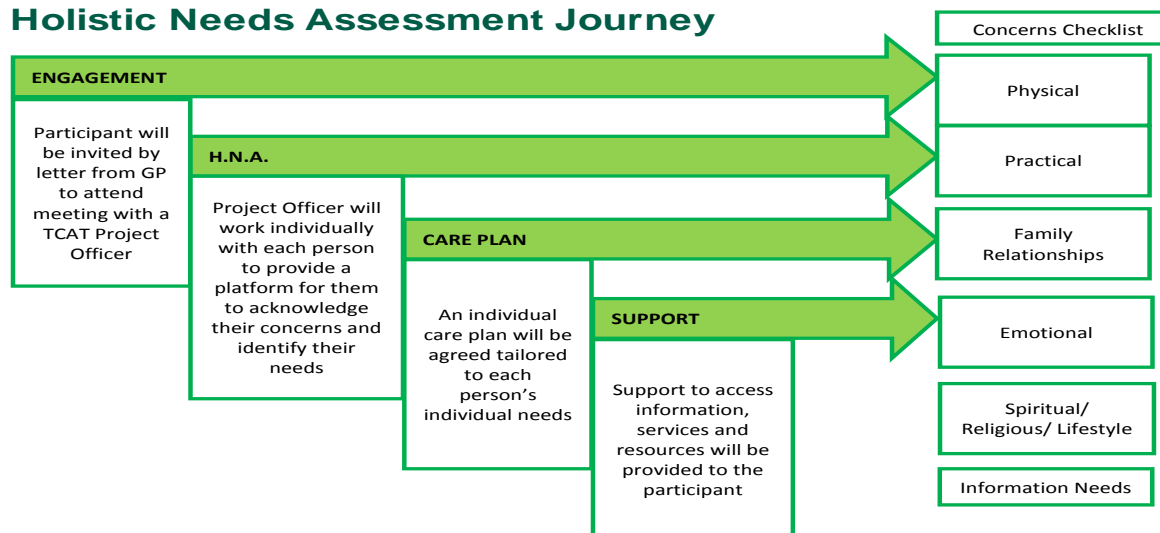 Holistic Needs Assessment Journey
ENGAGEMENT
Participant will
be invited by
letter from GP
to attend
meeting with a
TCAT Project
Officer
H.N.A.
Project Officer will
work individually
with each person
to provide a
platform for them
to acknowledge
their concerns and
identify their
needs
CARE PLAN
An individual
care plan will be
agreed tailored
to each
person’s
individual needs
SUPPORT
Support to access
information,
services and
resources will be
provided to the
participant
Concerns Checklist
Physical
Practical
Family
Relationships
Emotional
Spiritual/
Religious/ Lifestyle
Information Needs